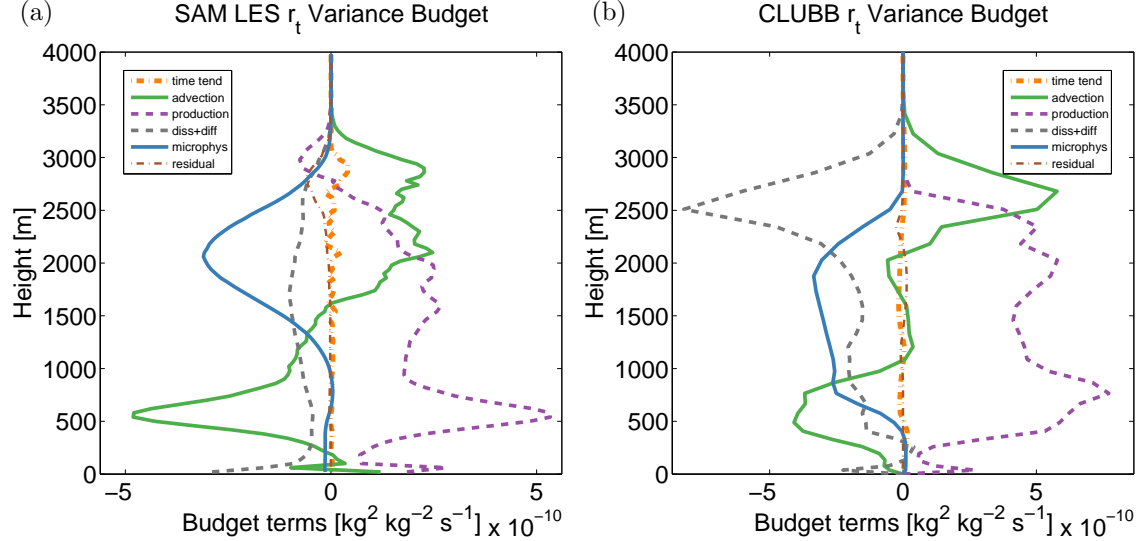 (a)
SAM LES r_t Variance Budget
4000
3500
3000
2500
2000
1500
1000
500
0
Height [m]
time tend
advection
production
diss+diff
microphys
residual
−5
0
5
Budget terms [kg² kg⁻² s⁻¹] x 10⁻¹⁰
(b)
CLUBB r_t Variance Budget
4000
3500
3000
2500
2000
1500
1000
500
0
Height [m]
time tend
advection
production
diss+diff
microphys
residual
−5
0
5
Budget terms [kg² kg⁻² s⁻¹] x 10⁻¹⁰